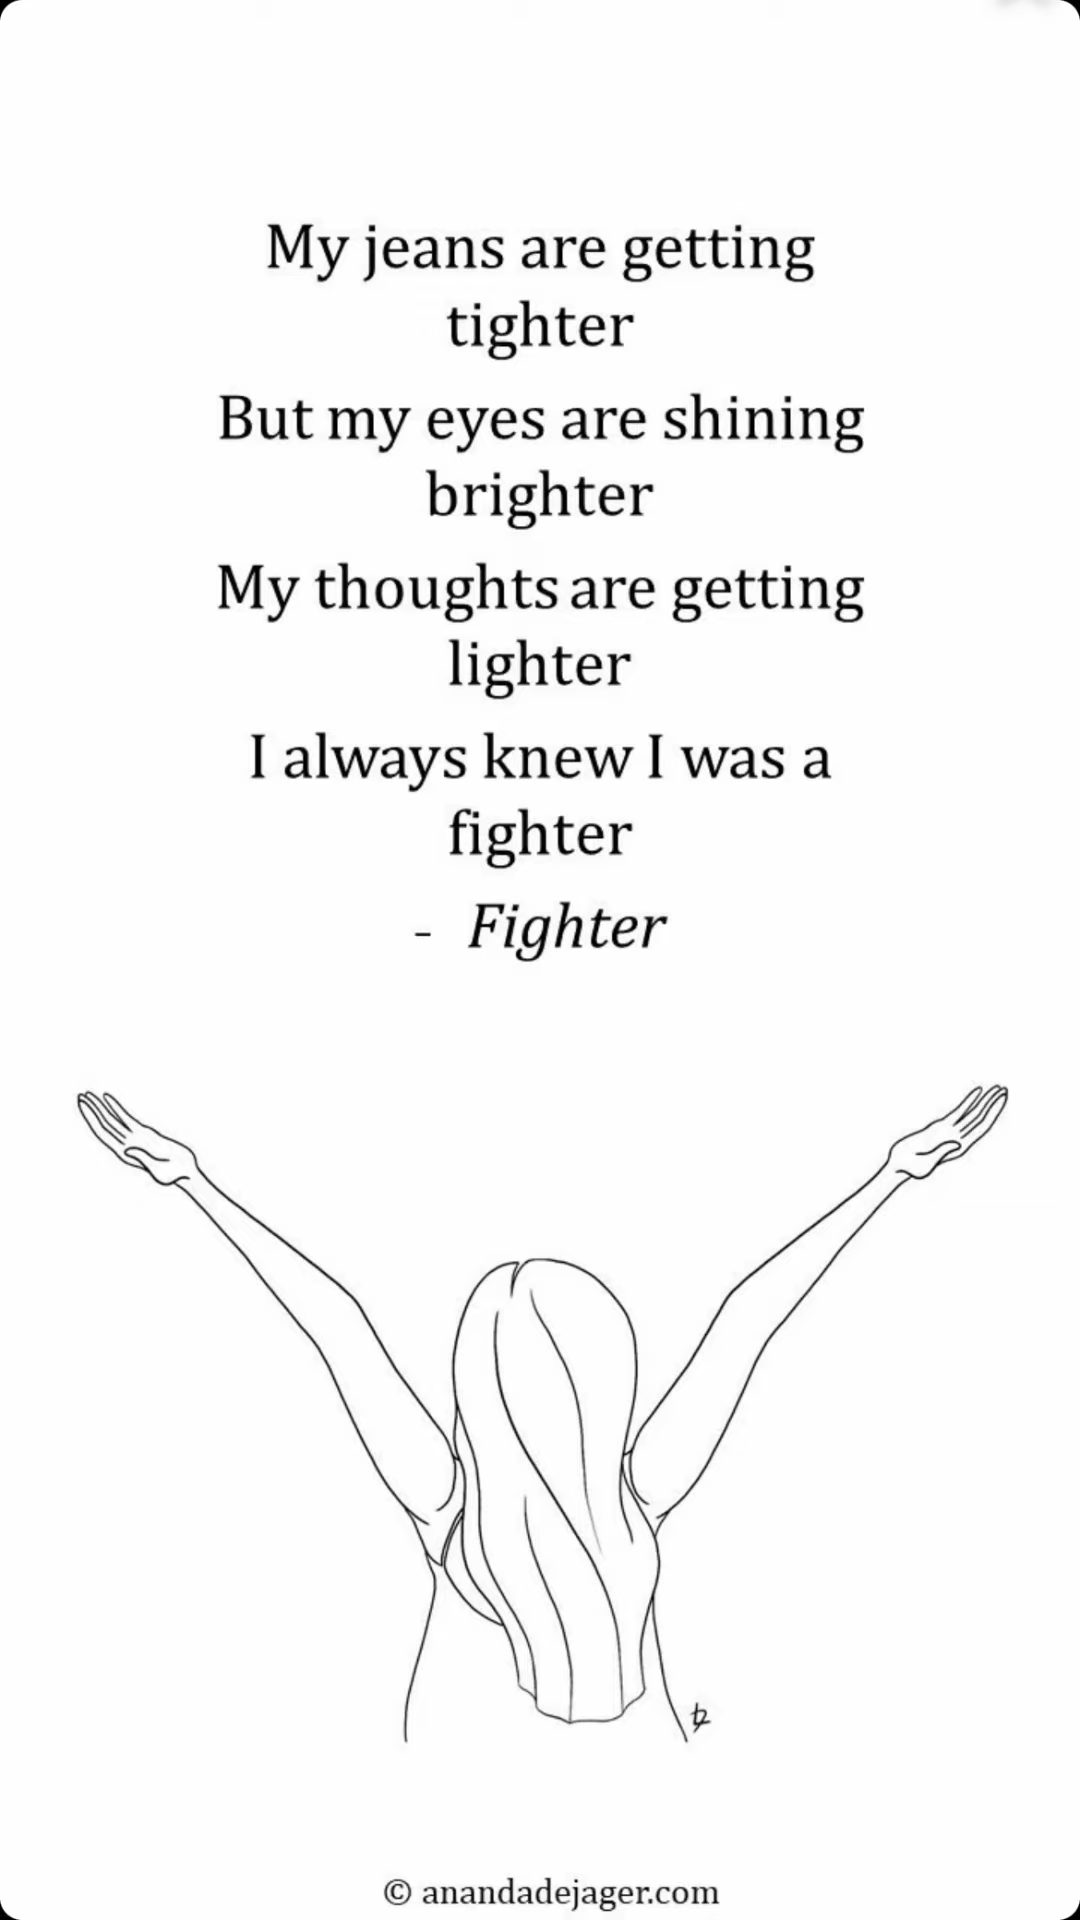 My jeans are getting
tighter
But my eyes are shining
brighter
My thoughts are getting
lighter
I always knew I was a
fighter
- Fighter
© anandadejager.com